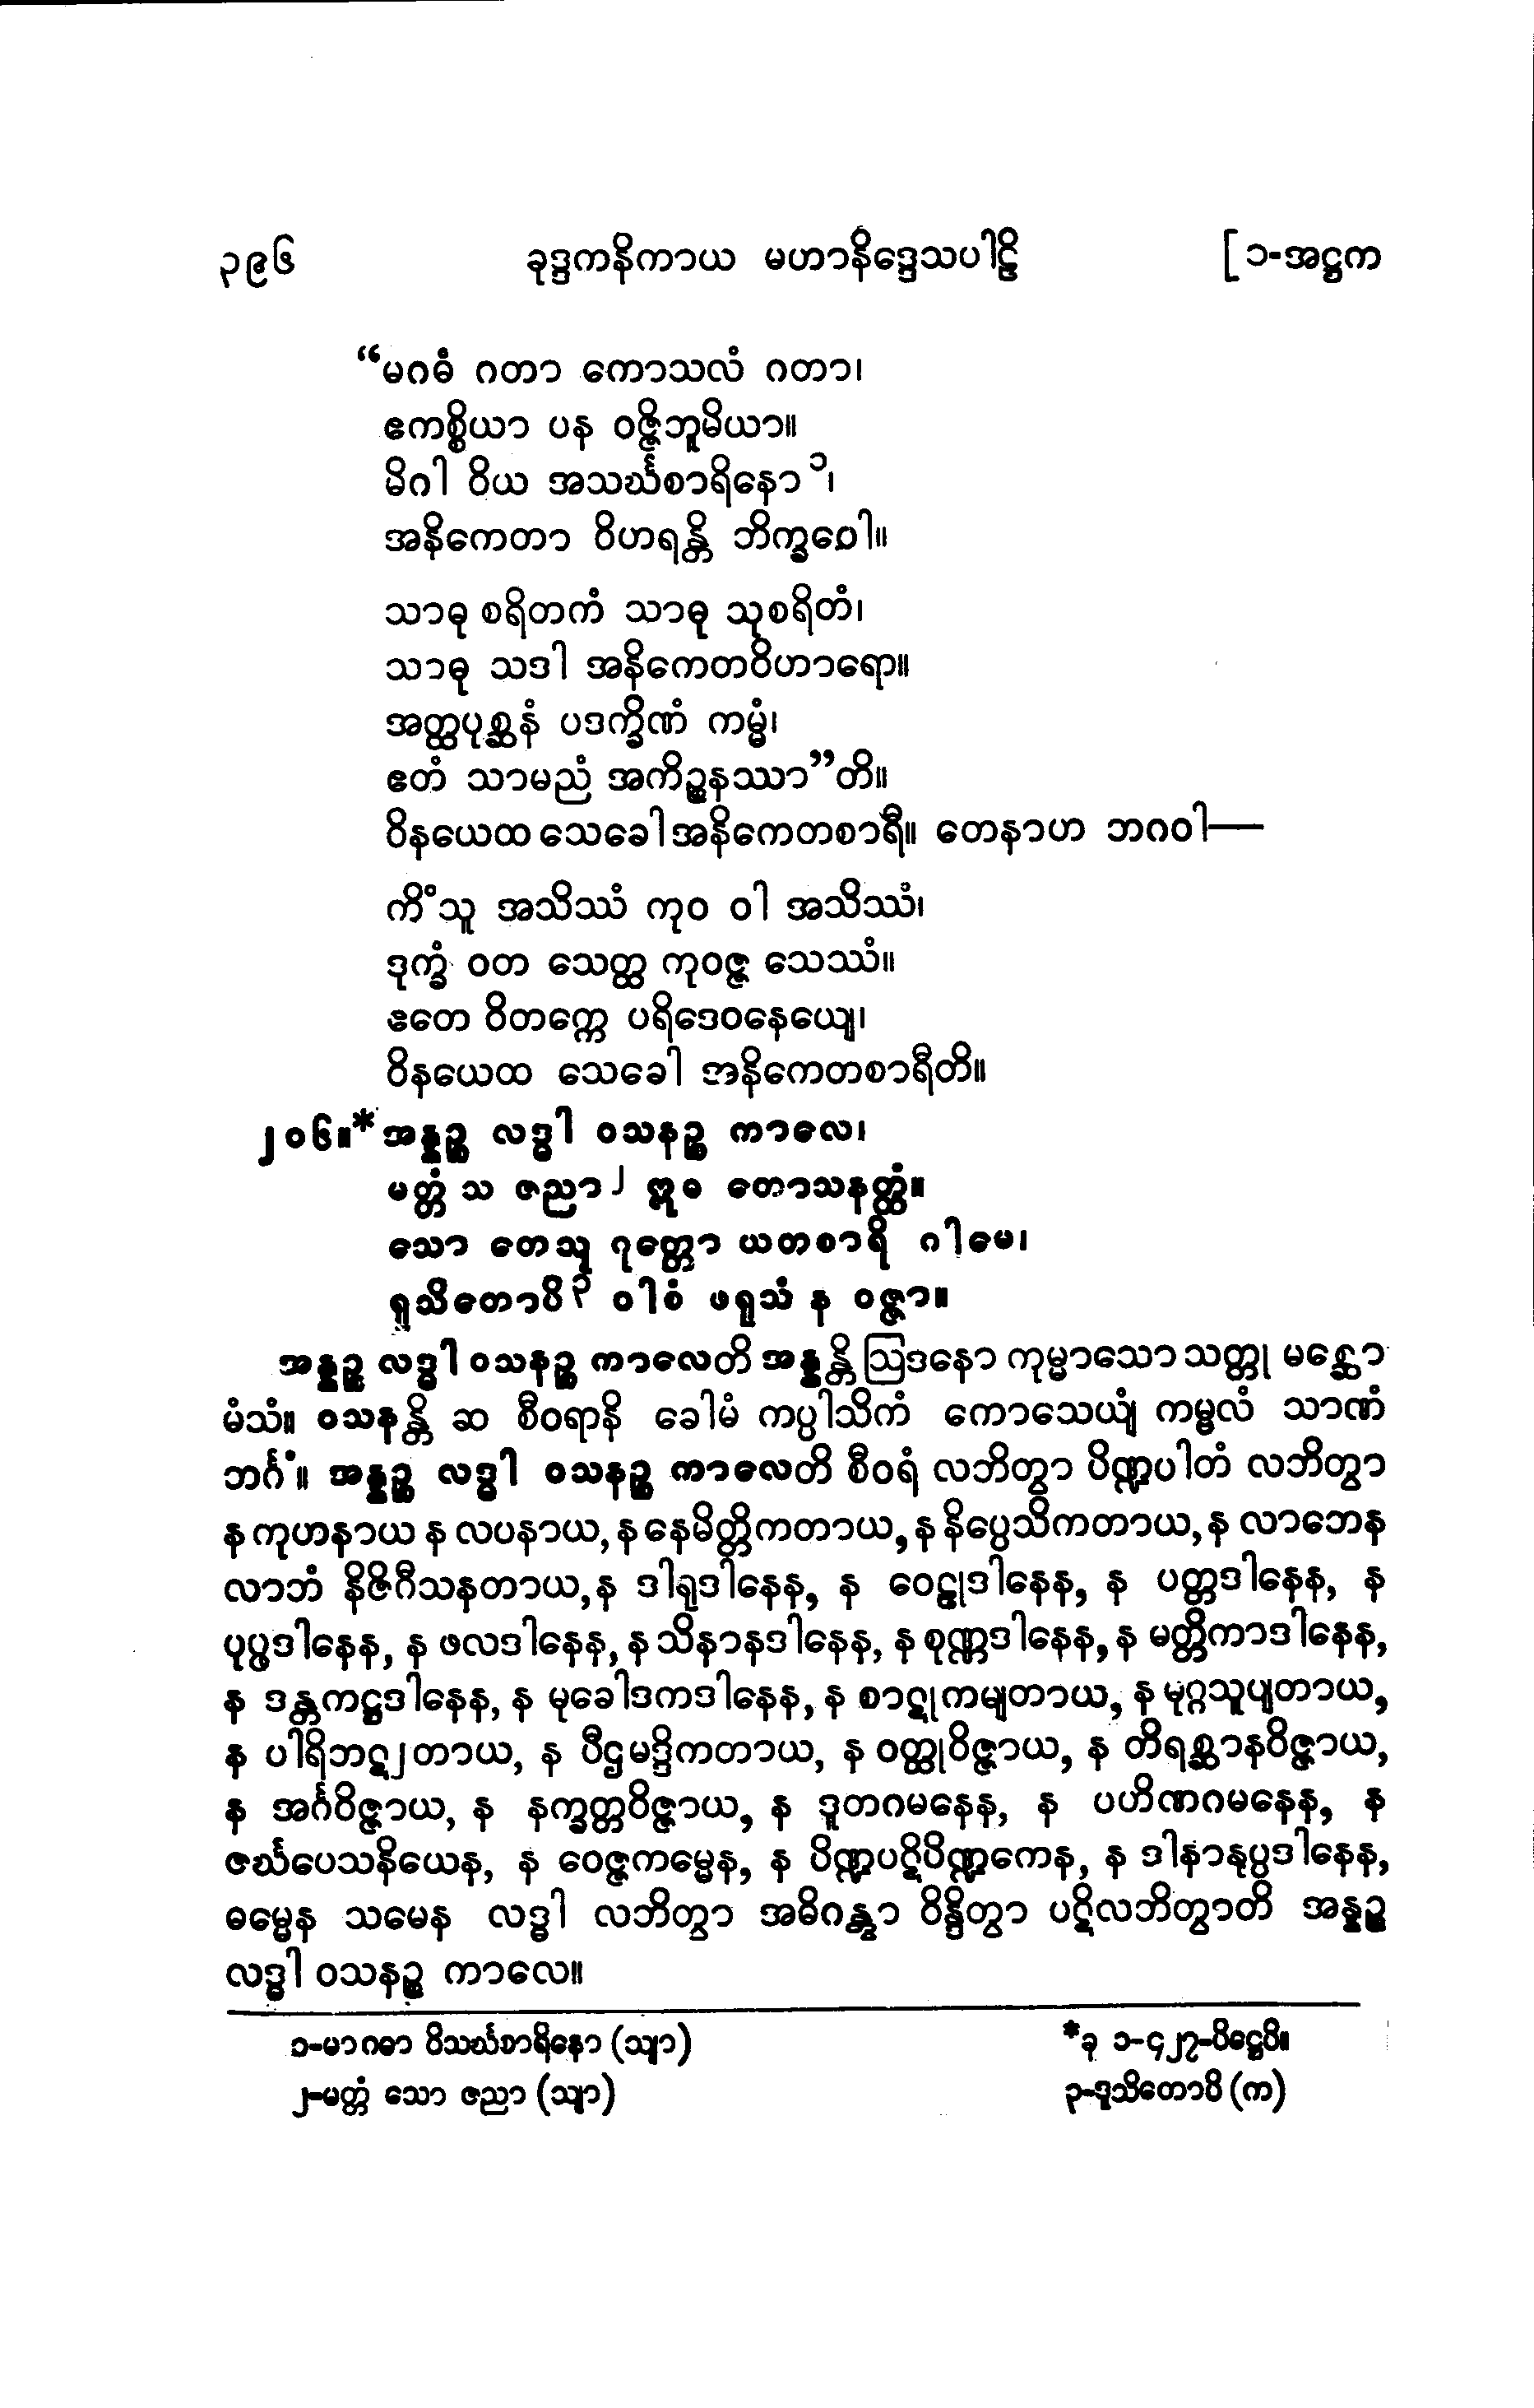 ၃၉၆ ခုဒ္ဒကနိကာယ မဟာနိဒ္ဒေသပါဠိ [ ၁-အဋ္ဌက
“မဂဓံ ဂတာ ကောသလံ ဂတာ၊
ဧကစ္စိယာ ပန ဝဇ္ဇိဘူမိယာ။
မိဂါ ဝိယ အသင်္ဃစာရိနော ၁၊
အနိကေတာ ဝိဟရန္တိ ဘိက္ခဝေါ။
သာဓု စရိတကံ သာဓု သုစရိတံ၊
သာဓု သဒါ အနိကေတဝိဟာရော။
အတ္ထပုစ္ဆနံ ပဒက္ခိဏံ ကမ္မံ၊
ဧတံ သာမညံ အကိဉ္စနဿာ”တိ။
ဝိနယေထ သေခေါ အနိကေတစာရီ။ တေနာဟ ဘဂဝါ—
ကိံသူ အသိဿံ ကုဝ ဝါ အသိဿံ၊
ဒုက္ခံ ဝတ သေတ္ထ ကုဝဇ္ဇ သေဿံ။
ဧတေ ဝိတက္ကေ ပရိဒေဝနေယျေ၊
ဝိနယေထ သေခေါ အနိကေတစာရီတိ။
၂၀၆။* အန္နဉ္စ လဒ္ဓါ ဝသနဉ္စ ကာလေ၊
မတ္တံ သ ဇညာ ၂ ဣဓ တောသနတ္ထံ။
သော တေသု ဂုတ္တော ယတစာရိ ဂါမေ၊
ရုသိတောပိ ၃ ဝါစံ ဖရုသံ န ဝဇ္ဇာ။
အန္နဉ္စ လဒ္ဓါ ဝသနဉ္စ ကာလေတိ အန္နန္တိ ဩဒနော ကုမ္မာသော သတ္တု မစ္ဆော
မံသံ။ ဝသနန္တိ ဆ စီဝရာနိ ခေါမံ ကပ္ပါသိကံ ကောသေယျံ ကမ္ဗလံ သာဏံ
ဘင်္ဂံ။ အန္နဉ္စ လဒ္ဓါ ဝသနဉ္စ ကာလေတိ စီဝရံ လဘိတွာ ပိဏ္ဍပါတံ လဘိတွာ
န ကုဟနာယ န လပနာယ, န နေမိတ္တိကတာယ, န နိပ္ပေသိကတာယ, န လာဘေန
လာဘံ နိဇိဂီသနတာယ, န ဒါရုဒါနေန, န ဝေဠုဒါနေန, န ပတ္တဒါနေန, န
ပုပ္ဖဒါနေန, န ဖလဒါနေန, န သိနာနဒါနေန, န စုဏ္ဏဒါနေန, န မတ္တိကာဒါနေန,
န ဒန္တကဋ္ဌဒါနေန, န မုခေါဒကဒါနေန, န စာဋုကမျတာယ, န မုဂ္ဂသူပျတာယ,
န ပါရိဘဋျတာယ, န ပီဌမဒ္ဒိကတာယ, န ဝတ္ထုဝိဇ္ဇာယ, န တိရစ္ဆာနဝိဇ္ဇာယ,
န အင်္ဂဝိဇ္ဇာယ, န နက္ခတ္တဝိဇ္ဇာယ, န ဒူတဂမနေန, န ပဟိဏဂမနေန, န
ဇင်္ဃပေသနိယေန, န ဝေဇ္ဇကမ္မေန, န ပိဏ္ဍပဋိပိဏ္ဍကေန, န ဒါနာနုပ္ပဒါနေန,
ဓမ္မေန သမေန လဒ္ဓါ လဘိတွာ အဓိဂန္တွာ ဝိန္ဒိတွာ ပဋိလဘိတွာတိ အန္နဉ္စ
လဒ္ဓါ ဝသနဉ္စ ကာလေ။
၁-မာဂဓာ ဝိသင်္ဃစာရိနော (သျာ) *ခု ၁-၄၂၇-ပိဋ္ဌေပိ။
၂-မတ္တံ သော ဇညာ (သျာ) ၃-ဒူသိတောပိ (က)